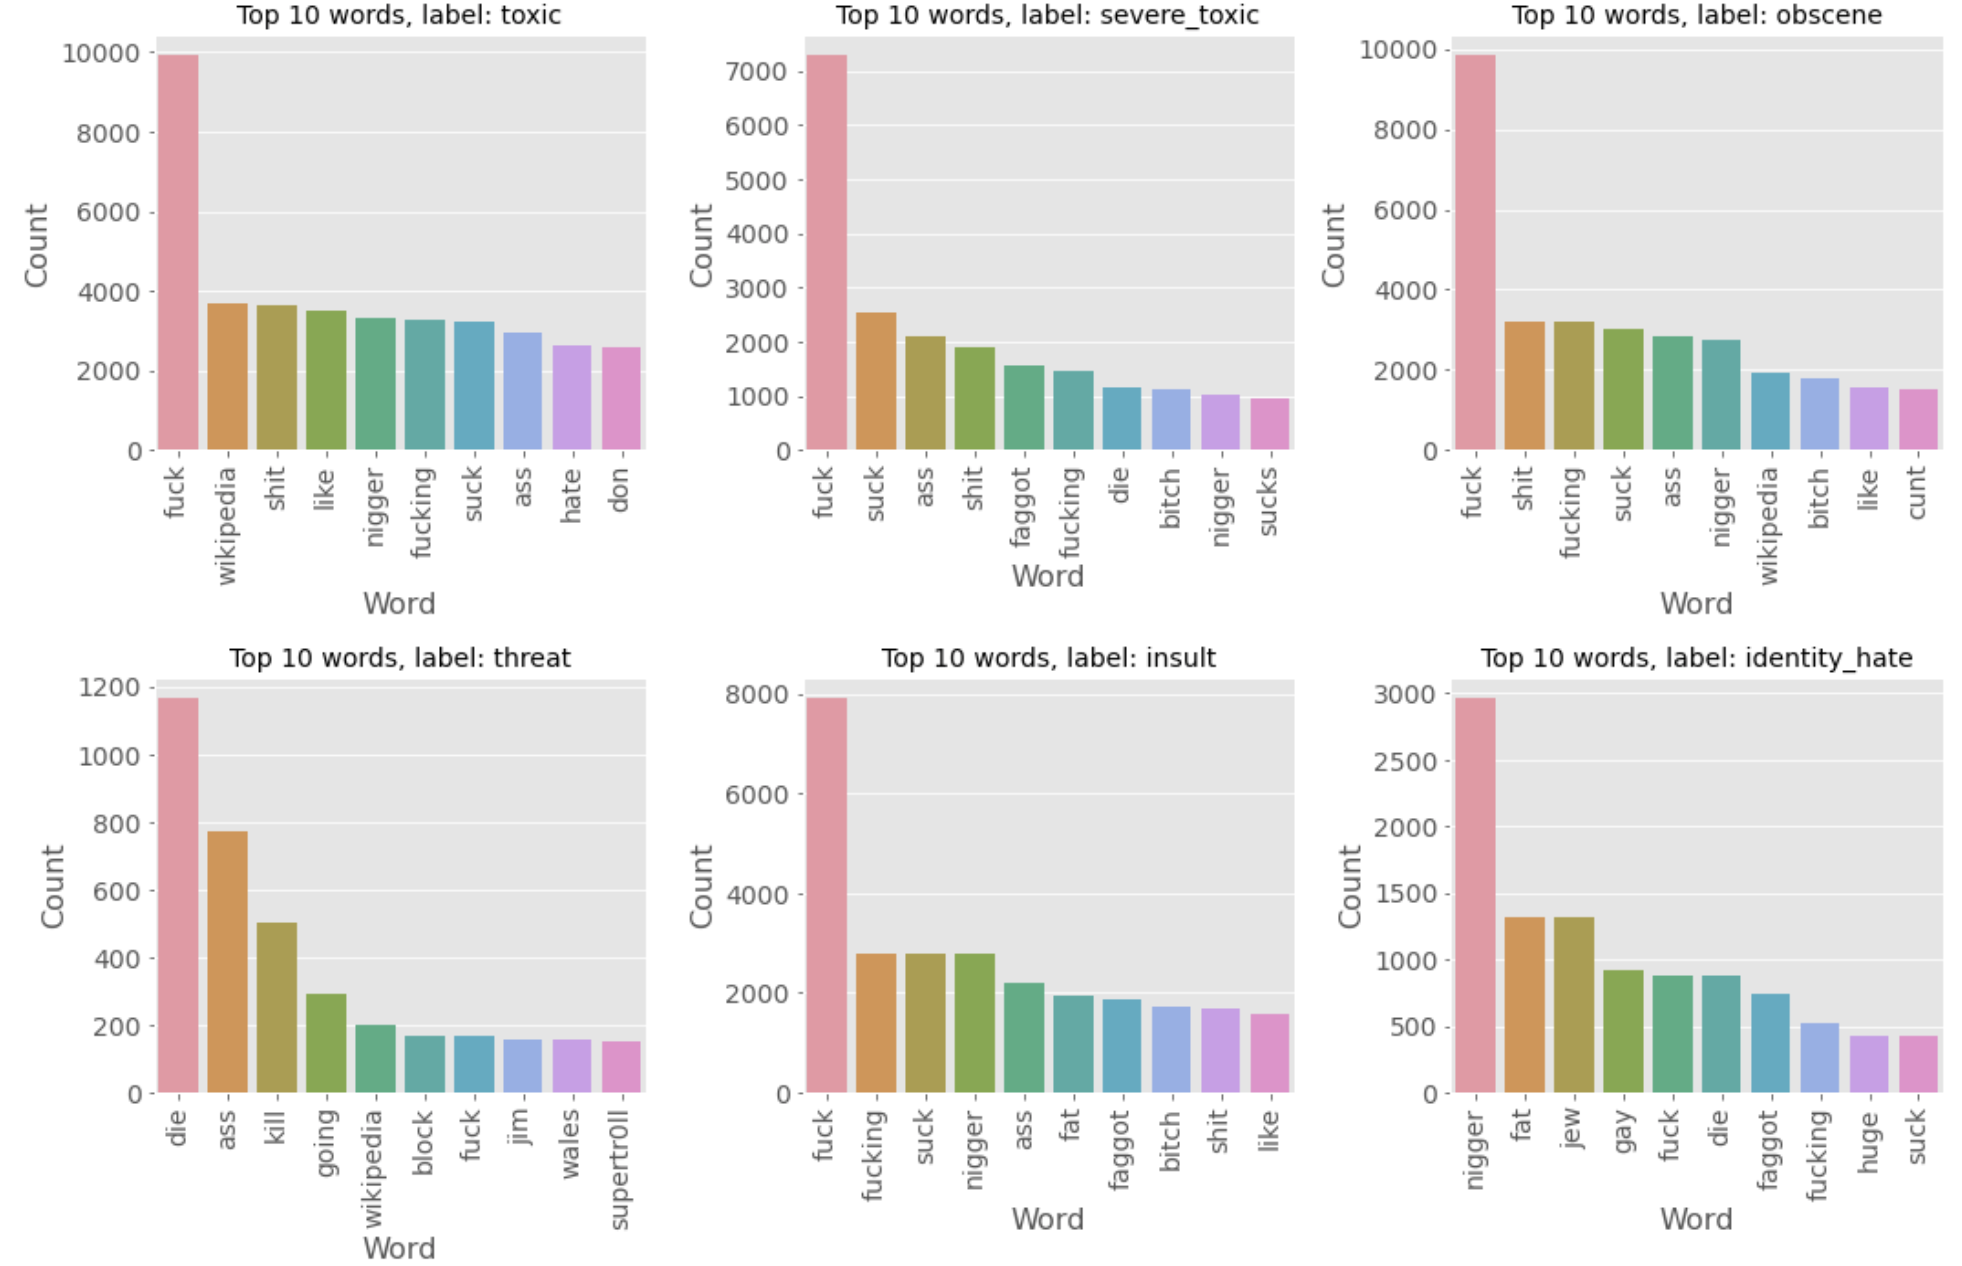 Top 10 words, label: toxic
10000
8000
6000
4000
2000
0
Count
fuck
wikipedia
shit
like
nigger
fucking
suck
ass
hate
don
Word
Top 10 words, label: severe_toxic
7000
6000
5000
4000
3000
2000
1000
0
Count
fuck
suck
ass
shit
faggot
fucking
die
bitch
nigger
sucks
Word
Top 10 words, label: obscene
10000
8000
6000
4000
2000
0
Count
fuck
shit
fucking
suck
ass
nigger
wikipedia
bitch
like
cunt
Word
Top 10 words, label: threat
1200
1000
800
600
400
200
0
Count
die
ass
kill
going
wikipedia
block
fuck
jim
wales
supertr0ll
Word
Top 10 words, label: insult
8000
6000
4000
2000
0
Count
fuck
fucking
suck
nigger
ass
fat
faggot
bitch
shit
like
Word
Top 10 words, label: identity_hate
3000
2500
2000
1500
1000
500
0
Count
nigger
fat
jew
gay
fuck
die
faggot
fucking
huge
suck
Word